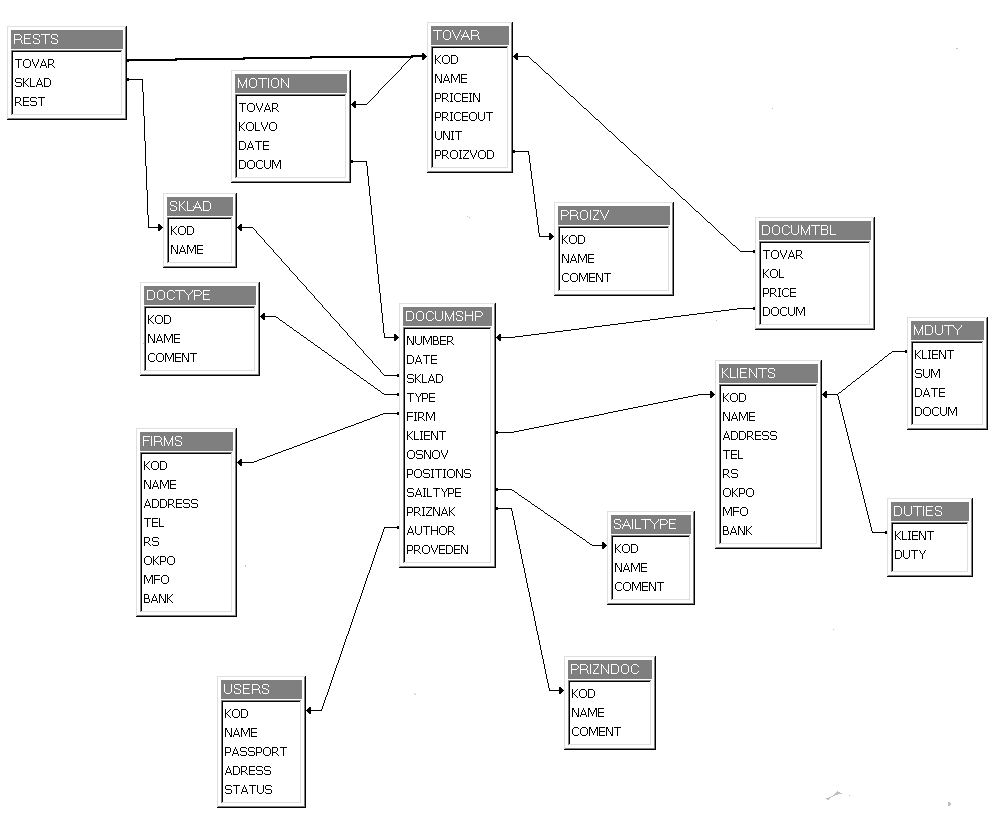 RESTS
TOVAR
SKLAD
REST
MOTION
TOVAR
KOLVO
DATE
DOCUM
TOVAR
KOD
NAME
PRICEIN
PRICEOUT
UNIT
PROIZVOD
SKLAD
KOD
NAME
PROIZV
KOD
NAME
COMENT
DOCUMTBL
TOVAR
KOL
PRICE
DOCUM
DOCTYPE
KOD
NAME
COMENT
DOCUMSHP
NUMBER
DATE
SKLAD
TYPE
FIRM
KLIENT
OSNOV
POSITIONS
SAILTYPE
PRIZNAK
AUTHOR
PROVEDEN
KLIENTS
KOD
NAME
ADDRESS
TEL
RS
OKPO
MFO
BANK
MDUTY
KLIENT
SUM
DATE
DOCUM
FIRMS
KOD
NAME
ADDRESS
TEL
RS
OKPO
MFO
BANK
SAILTYPE
KOD
NAME
COMENT
DUTIES
KLIENT
DUTY
USERS
KOD
NAME
PASSPORT
ADRESS
STATUS
PRIZNDOC
KOD
NAME
COMENT